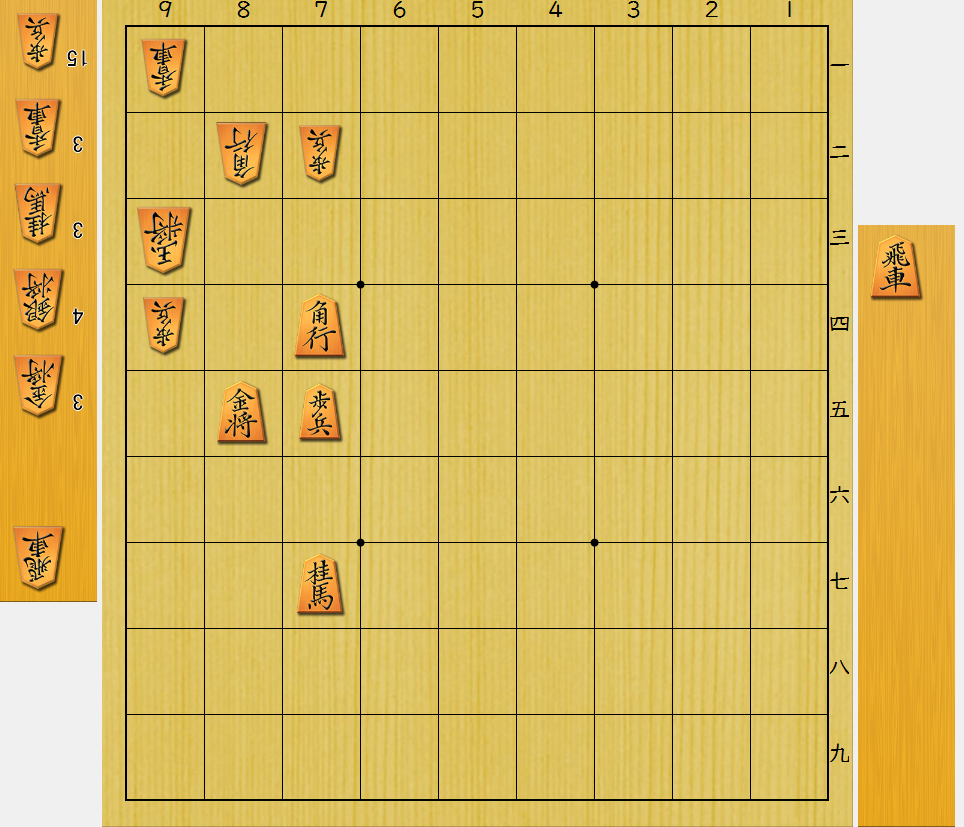 9 8 7 6 5 4 3 2 1
歩兵 15
香車 3
桂馬 3
銀将 4
金将 3
飛車
香車 一
角行 歩兵 二
玉将 三
歩兵 角行 四
金将 歩兵 五
六
桂馬 七
八
九
飛車